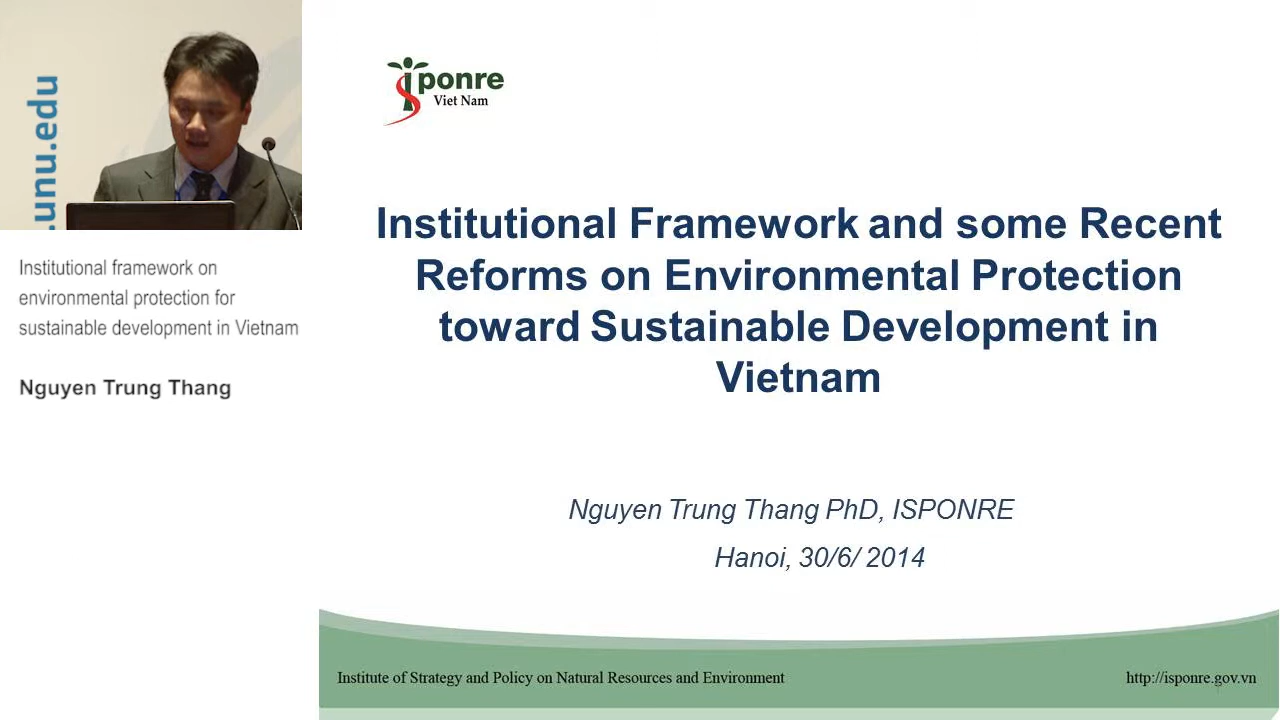 .unu.edu
Institutional framework on
environmental protection for
sustainable development in Vietnam
Nguyen Trung Thang
isponre
Viet Nam
Institutional Framework and some Recent
Reforms on Environmental Protection
toward Sustainable Development in
Vietnam
Nguyen Trung Thang PhD, ISPONRE
Hanoi, 30/6/ 2014
Institute of Strategy and Policy on Natural Resources and Environment
http://isponre.gov.vn